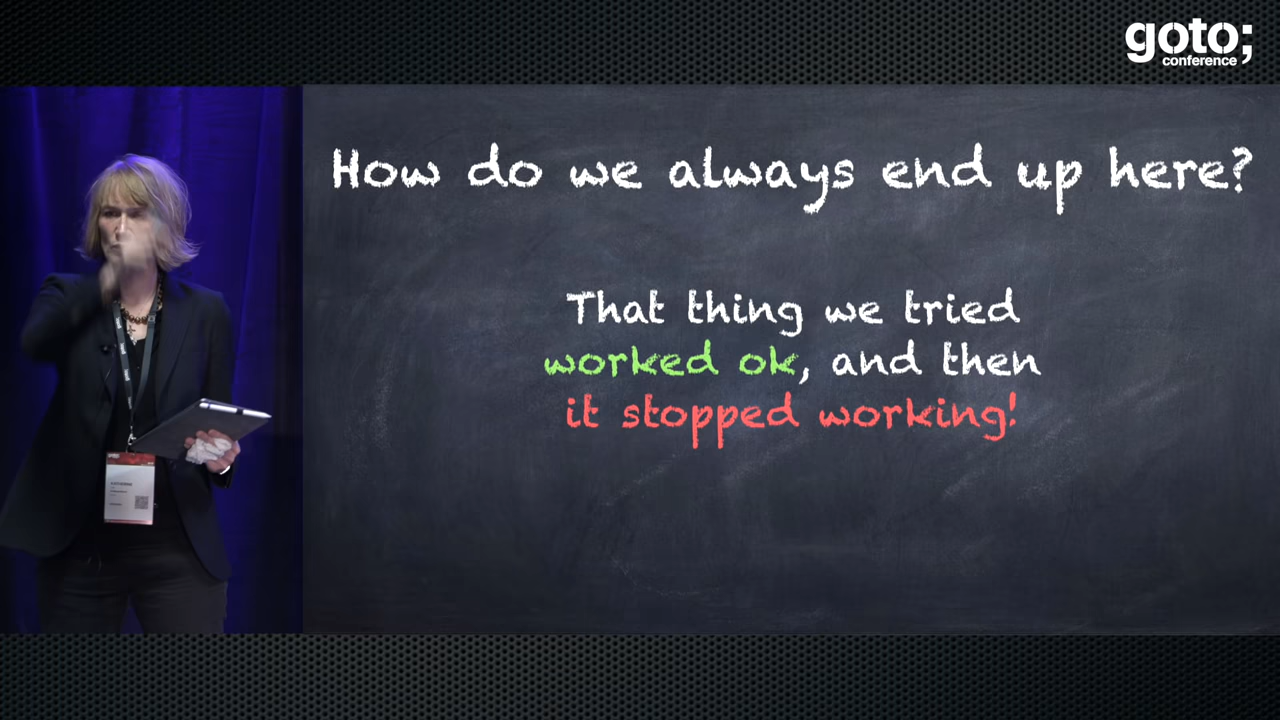 goto;
conference
How do we always end up here?
That thing we tried
worked ok, and then
it stopped working!